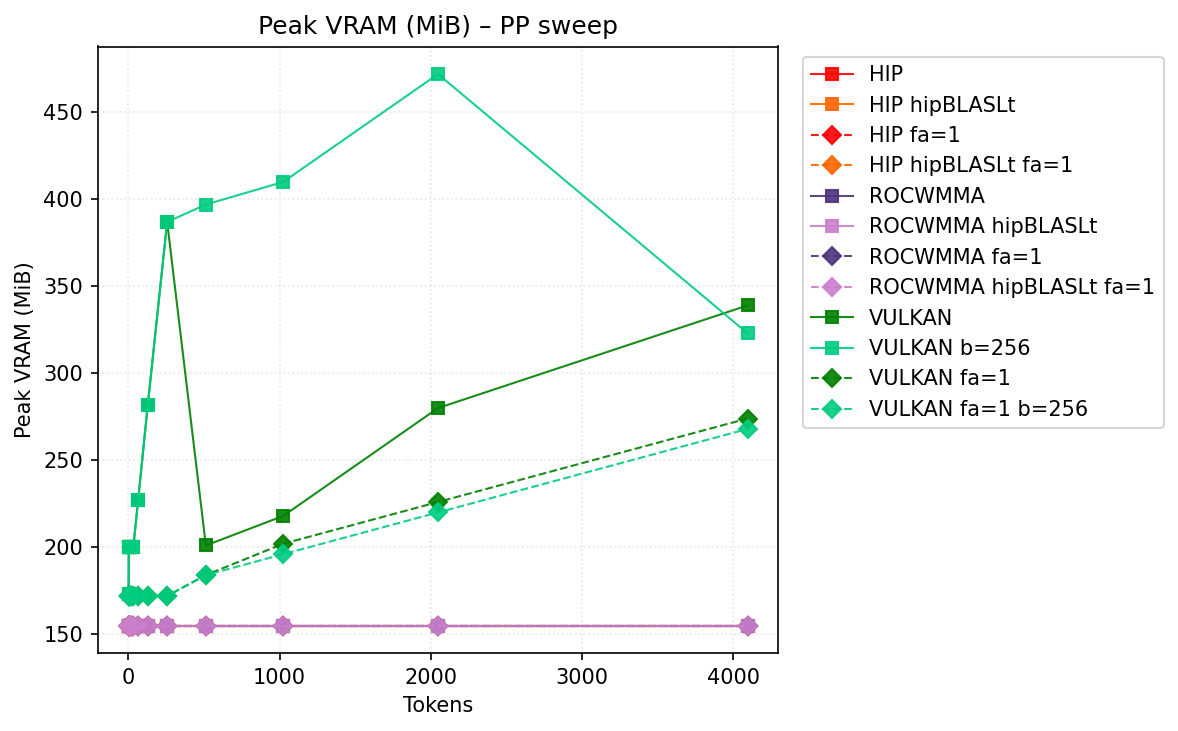 Peak VRAM (MiB) – PP sweep
Peak VRAM (MiB)
450
400
350
300
250
200
150
0
1000
2000
3000
4000
Tokens
HIP
HIP hipBLASLt
HIP fa=1
HIP hipBLASLt fa=1
ROCWMMA
ROCWMMA hipBLASLt
ROCWMMA fa=1
ROCWMMA hipBLASLt fa=1
VULKAN
VULKAN b=256
VULKAN fa=1
VULKAN fa=1 b=256